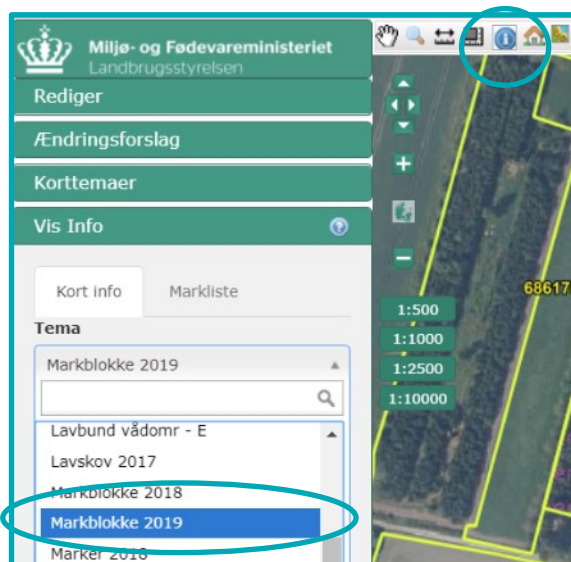 Miljø- og Fødevareministeriet
Landbrugsstyrelsen
Rediger
Ændringsforslag
Korttemaer
Vis Info
Kort info
Markliste
Tema
Markblokke 2019
Lavbund vådomr - E
Lavskov 2017
Markblokke 2018
Markblokke 2019
Marker 2018
1:500
1:1000
1:2500
1:10000
68617